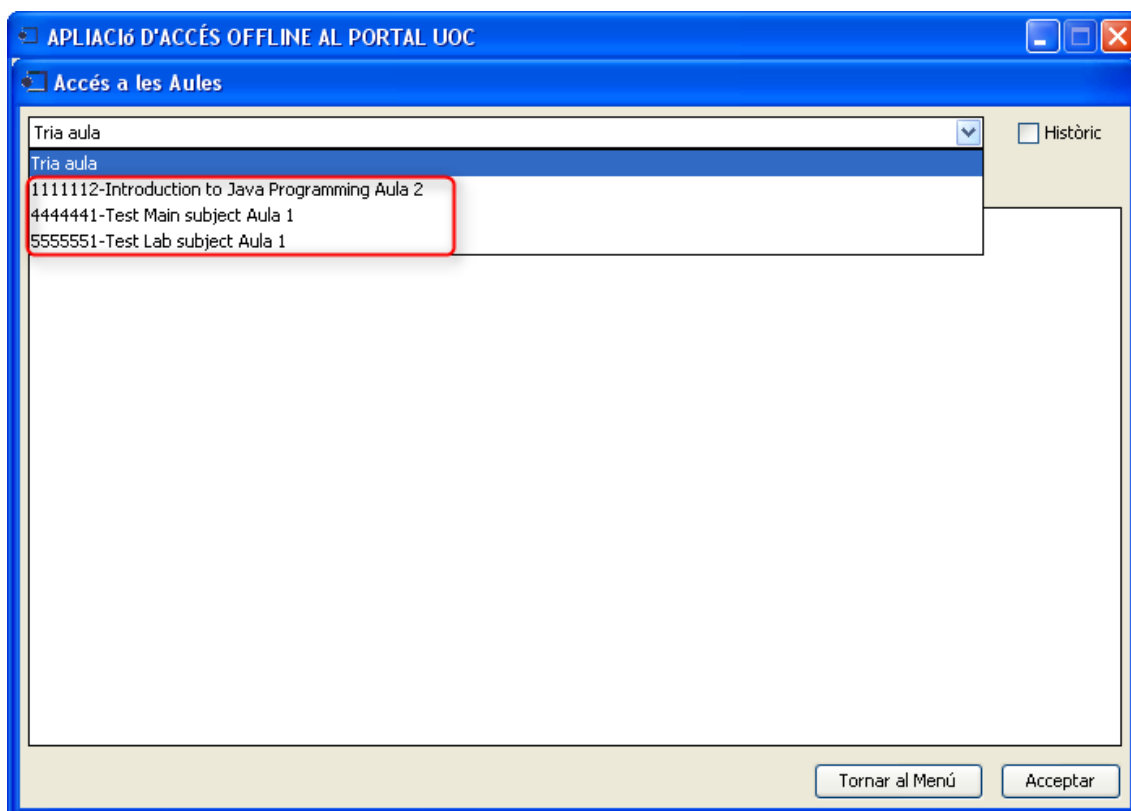 APLIACIó D'ACCÉS OFFLINE AL PORTAL UOC
Accés a les Aules
Tria aula
Històric
Tria aula
1111112-Introduction to Java Programming Aula 2
4444441-Test Main subject Aula 1
5555551-Test Lab subject Aula 1
Tornar al Menú
Acceptar